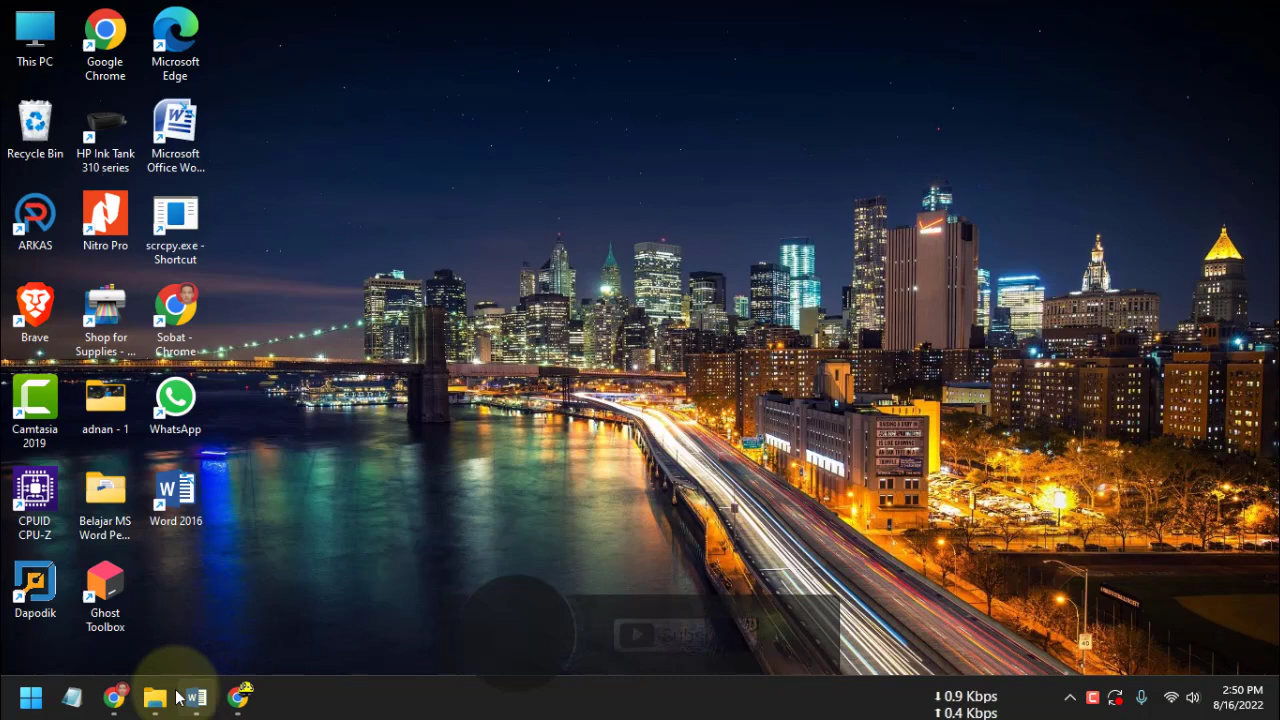 This PC
Google
Chrome
Microsoft
Edge
Recycle Bin
HP Ink Tank
310 series
Microsoft
Office Wo...
ARKAS
Nitro Pro
scrcpy.exe -
Shortcut
Brave
Shop for
Supplies - ...
Sobat -
Chrome
Camtasia
2019
adnan - 1
WhatsApp
CPUID
CPU-Z
Belajar MS
Word Pe...
Word 2016
Dapodik
Ghost
Toolbox
verizon
0.9 Kbps
0.4 Kbps
2:50 PM
8/16/2022